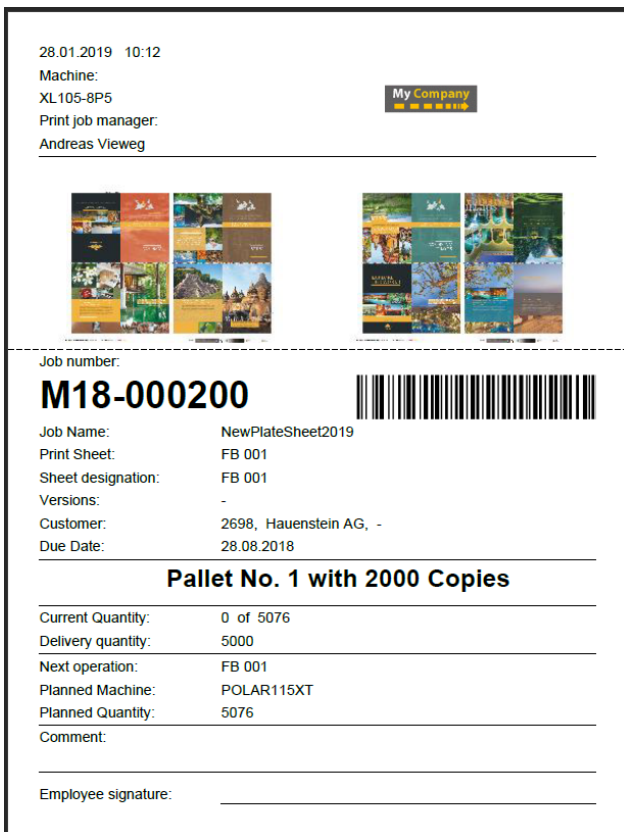 28.01.2019 10:12
Machine:
XL105-8P5
My Company
Print job manager:
Andreas Vieweg
Job number:
M18-000200
Job Name: NewPlateSheet2019
Print Sheet: FB 001
Sheet designation: FB 001
Versions: -
Customer: 2698, Hauenstein AG, -
Due Date: 28.08.2018
Pallet No. 1 with 2000 Copies
Current Quantity: 0 of 5076
Delivery quantity: 5000
Next operation: FB 001
Planned Machine: POLAR115XT
Planned Quantity: 5076
Comment:
Employee signature: